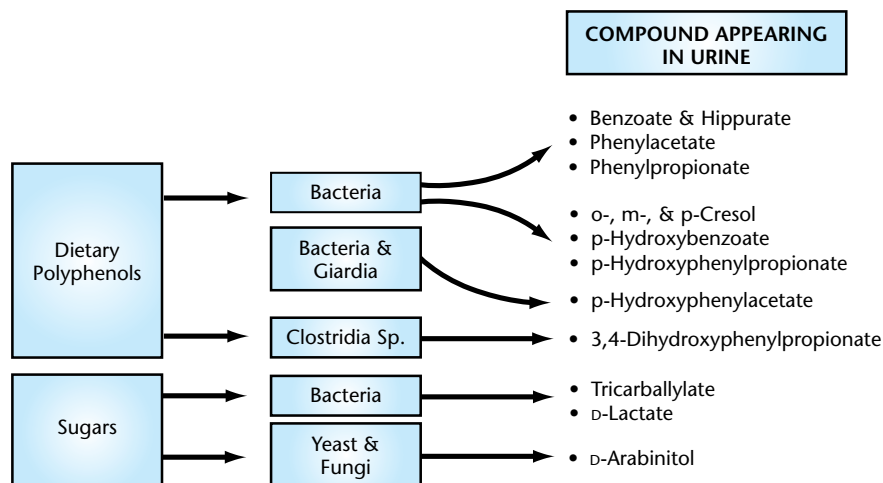 COMPOUND APPEARING
IN URINE
• Benzoate & Hippurate
• Phenylacetate
• Phenylpropionate
Dietary
Polyphenols
Bacteria
• o-, m-, & p-Cresol
• p-Hydroxybenzoate
• p-Hydroxyphenylpropionate
Bacteria &
Giardia
• p-Hydroxyphenylacetate
Clostridia Sp.
• 3,4-Dihydroxyphenylpropionate
Sugars
Bacteria
• Tricarballylate
• D-Lactate
Yeast &
Fungi
• D-Arabinitol